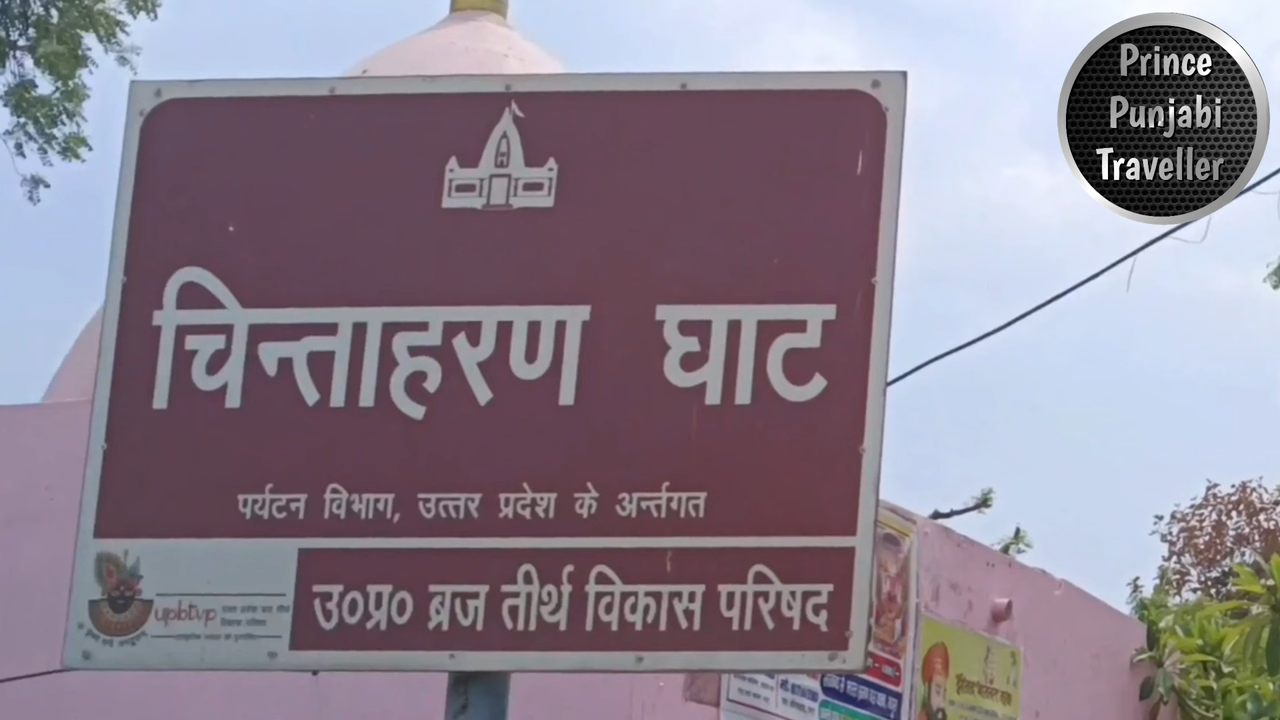 Prince
Punjabi
Traveller
चिन्ताहरण घाट
पर्यटन विभाग, उत्तर प्रदेश के अर्न्तगत
upbtvp
उ०प्र० ब्रज तीर्थ विकास परिषद